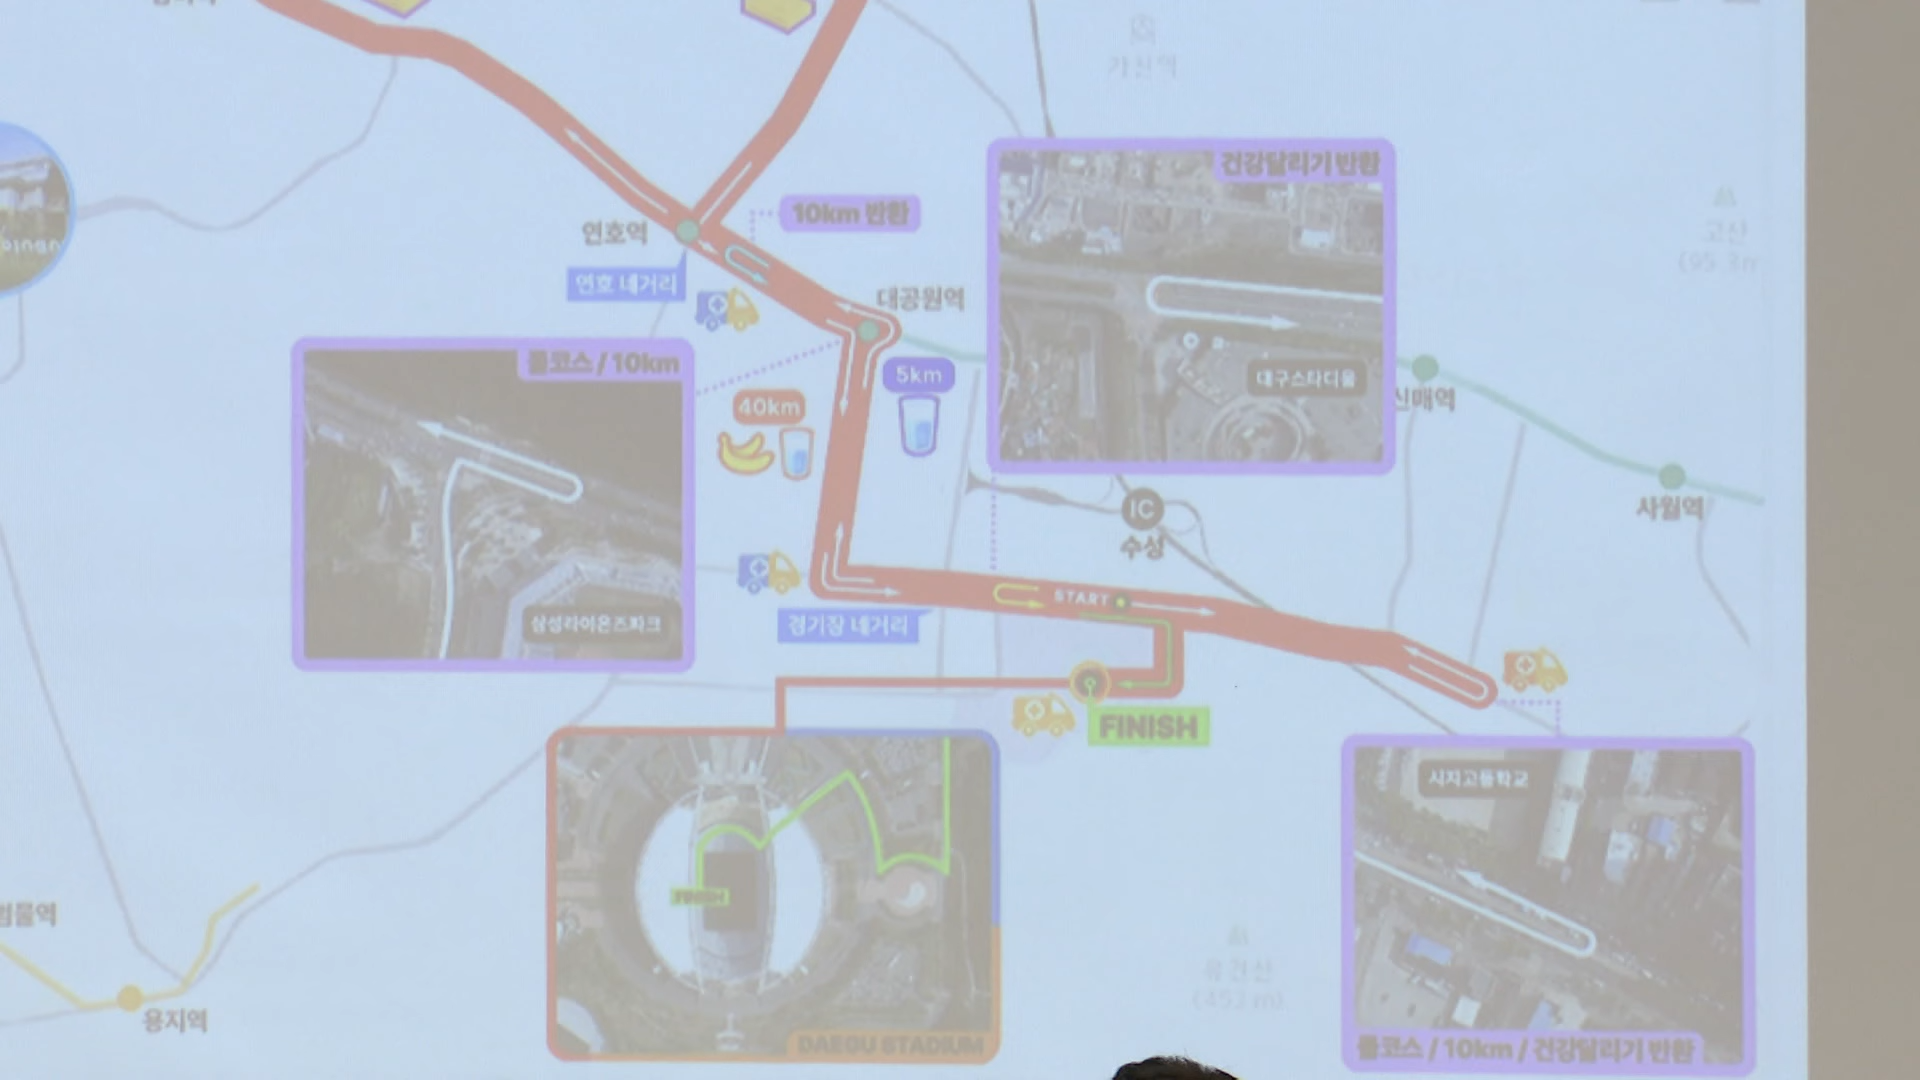 건강달리기 반환
10km 반환
연호역
연호 네거리
대공원역
대구스타디움
풀코스 / 10km
5km
40km
신매역
사월역
IC
수성
START
삼성라이온즈파크
경기장 네거리
FINISH
시지고등학교
FINISH
용지역
DAEGU STADIUM
풀코스 / 10km / 건강달리기 반환